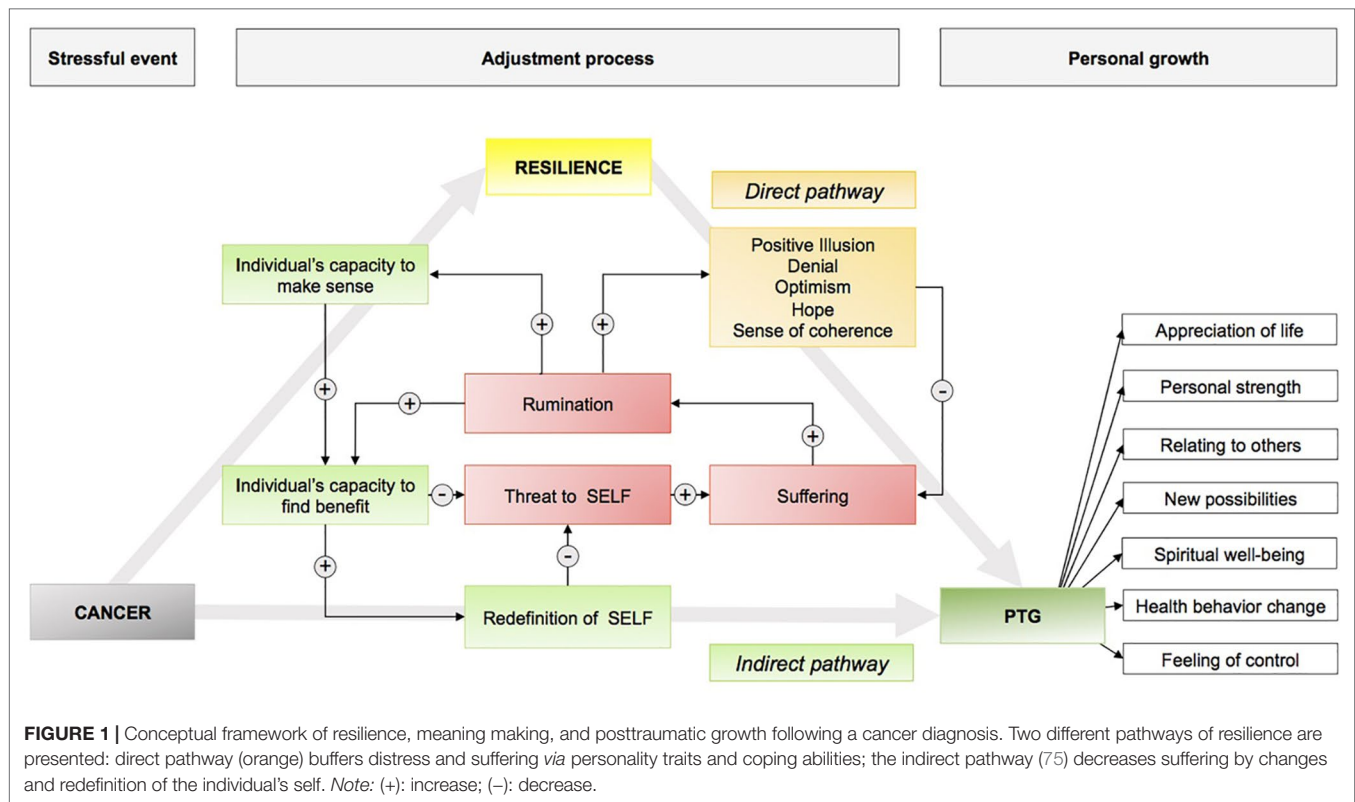 Stressful event
Adjustment process
Personal growth
RESILIENCE
Direct pathway
Positive Illusion
Denial
Optimism
Hope
Sense of coherence
Individual's capacity to
make sense
+
+
+
+
-
Rumination
+
Individual's capacity to
find benefit
-
Threat to SELF
+
Suffering
+
-
CANCER
Redefinition of SELF
Indirect pathway
PTG
Appreciation of life
Personal strength
Relating to others
New possibilities
Spiritual well-being
Health behavior change
Feeling of control
FIGURE 1 | Conceptual framework of resilience, meaning making, and posttraumatic growth following a cancer diagnosis. Two different pathways of resilience are
presented: direct pathway (orange) buffers distress and suffering via personality traits and coping abilities; the indirect pathway (75) decreases suffering by changes
and redefinition of the individual's self. Note: (+): increase; (–): decrease.